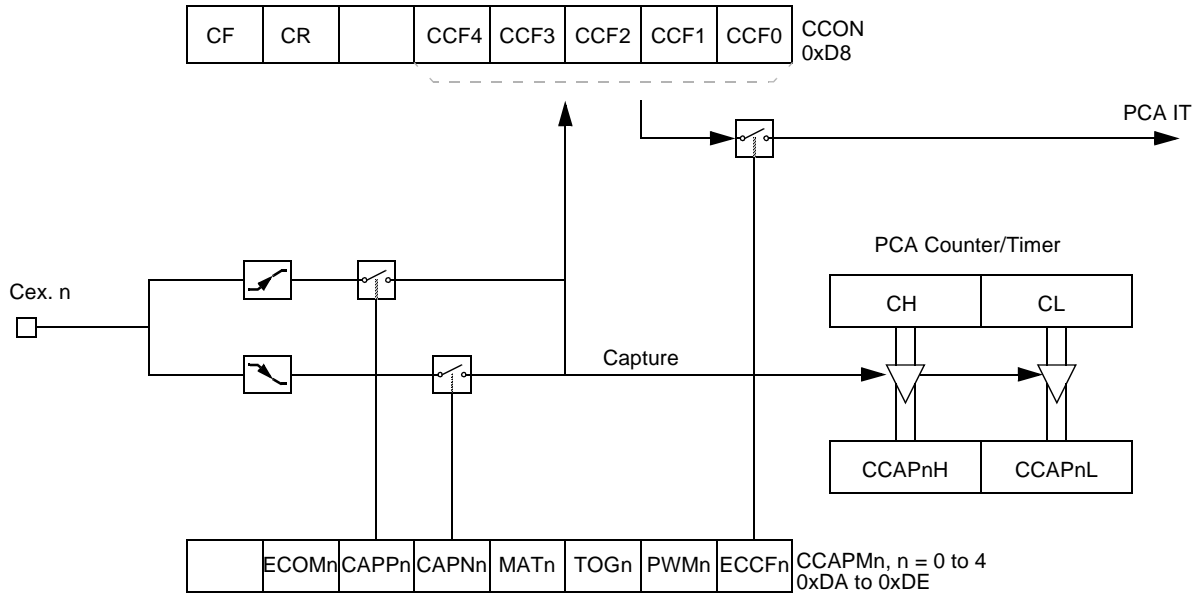 CF CR CCF4 CCF3 CCF2 CCF1 CCF0 CCON
0xD8
PCA IT
PCA Counter/Timer
Cex. n
CH CL
Capture
CCAPnH CCAPnL
ECOMn CAPPn CAPNn MATn TOGn PWMn ECCFn CCAPMn, n = 0 to 4
0xDA to 0xDE